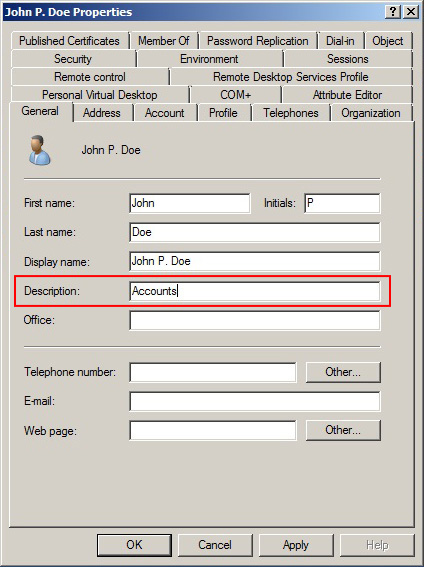 John P. Doe Properties
Published Certificates Member Of Password Replication Dial-in Object
Security Environment Sessions
Remote control Remote Desktop Services Profile
Personal Virtual Desktop COM+ Attribute Editor
General Address Account Profile Telephones Organization
John P. Doe
First name: John Initials: P
Last name: Doe
Display name: John P. Doe
Description: Accounts
Office:
Telephone number: Other...
E-mail:
Web page: Other...
OK Cancel Apply Help